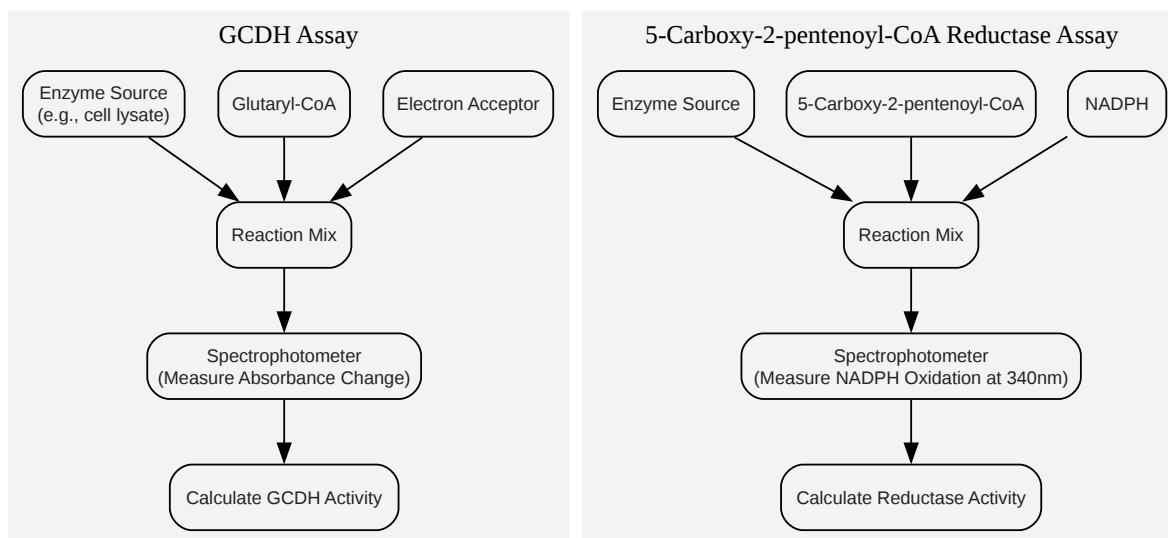 GCDH Assay
Enzyme Source
(e.g., cell lysate)
Glutaryl-CoA
Electron Acceptor
Reaction Mix
Spectrophotometer
(Measure Absorbance Change)
Calculate GCDH Activity
5-Carboxy-2-pentenoyl-CoA Reductase Assay
Enzyme Source
5-Carboxy-2-pentenoyl-CoA
NADPH
Reaction Mix
Spectrophotometer
(Measure NADPH Oxidation at 340nm)
Calculate Reductase Activity